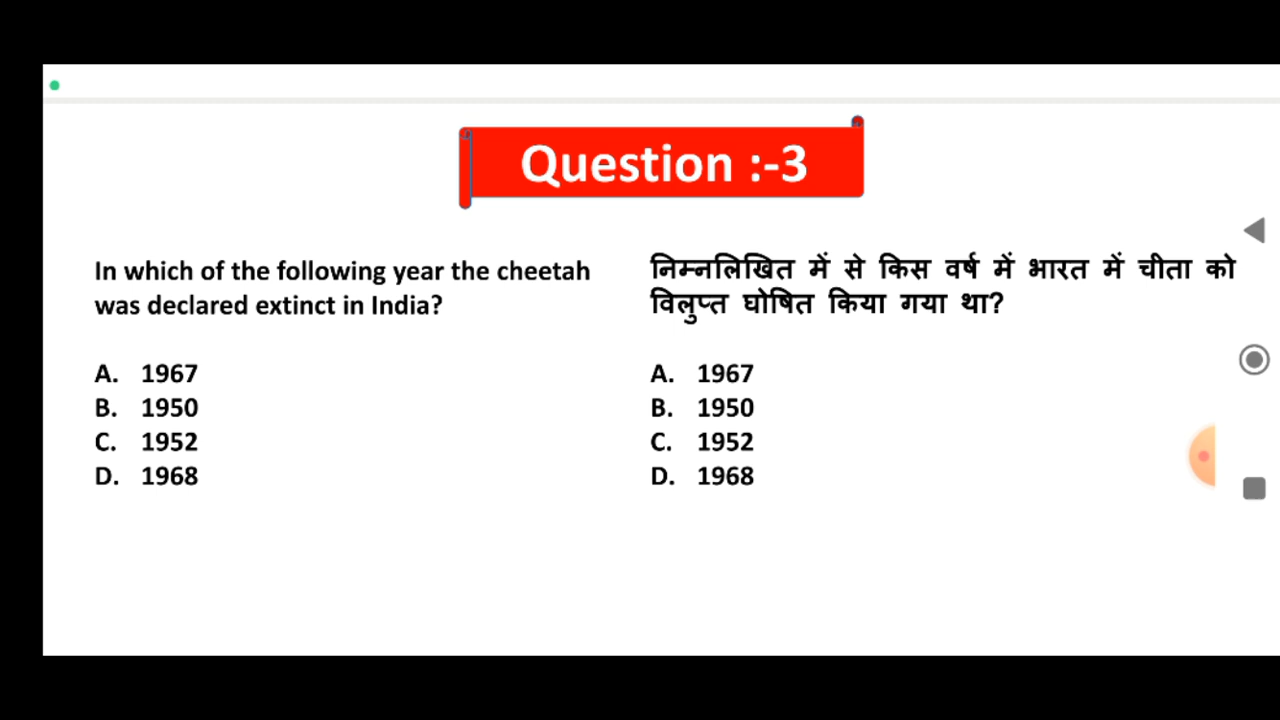 Question :-3
In which of the following year the cheetah
was declared extinct in India?
A. 1967
B. 1950
C. 1952
D. 1968
निम्नलिखित में से किस वर्ष में भारत में चीता को
विलुप्त घोषित किया गया था?
A. 1967
B. 1950
C. 1952
D. 1968